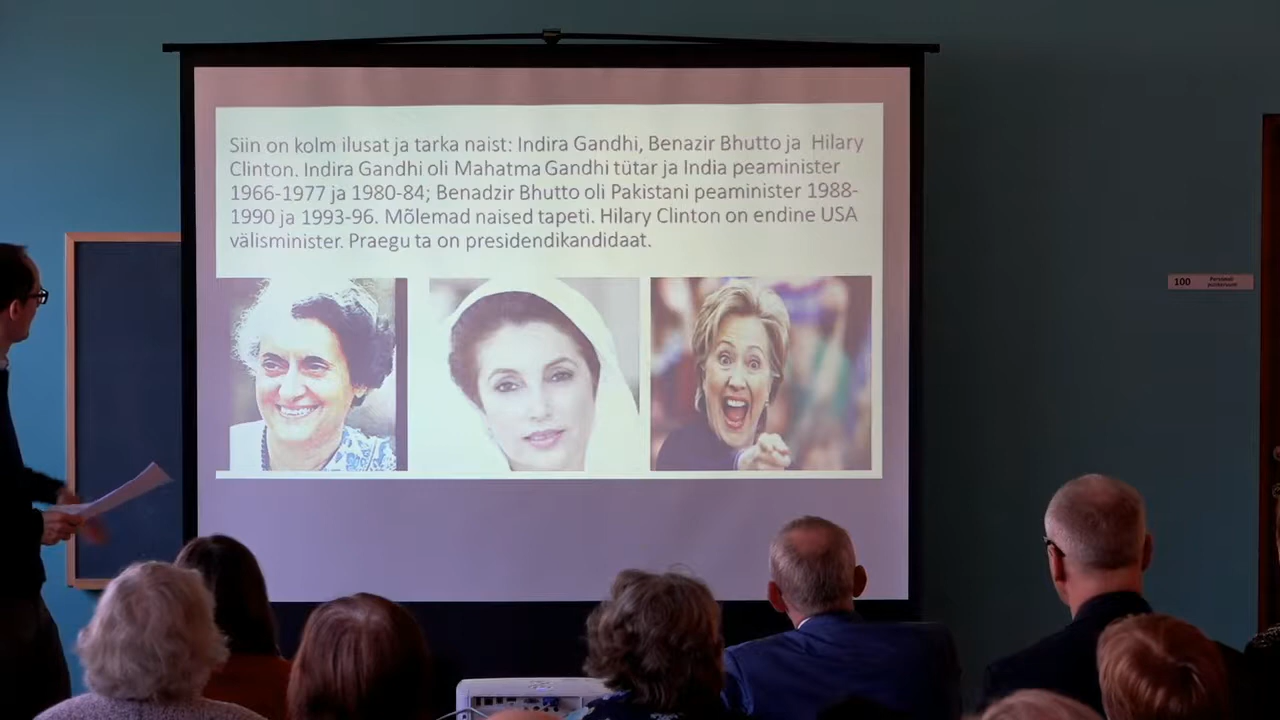 Siin on kolm ilusat ja tarka naist: Indira Gandhi, Benazir Bhutto ja Hilary
Clinton. Indira Gandhi oli Mahatma Gandhi tütar ja India peaminister
1966-1977 ja 1980-84; Benadzir Bhutto oli Pakistani peaminister 1988-
1990 ja 1993-96. Mõlemad naised tapeti. Hilary Clinton on endine USA
välisminister. Praegu ta on presidendikandidaat.
100